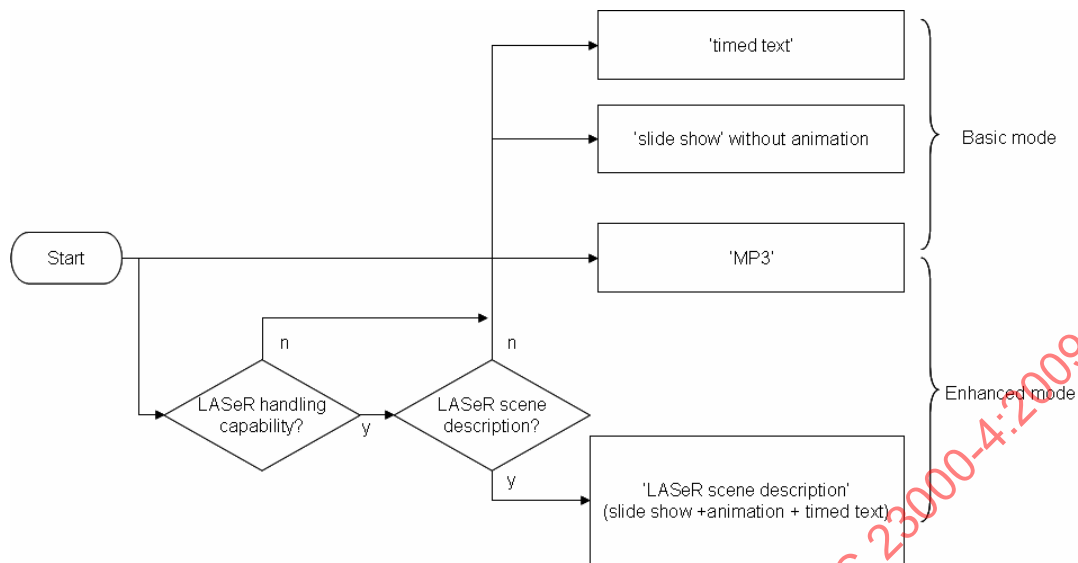 'timed text'
'slide show' without animation
Basic mode
Start
'MP3'
n
n
LASeR handling
capability?
y
LASeR scene
description?
y
Enhanced mode
'LASeR scene description'
(slide show +animation + timed text)
C 23000-4:2009